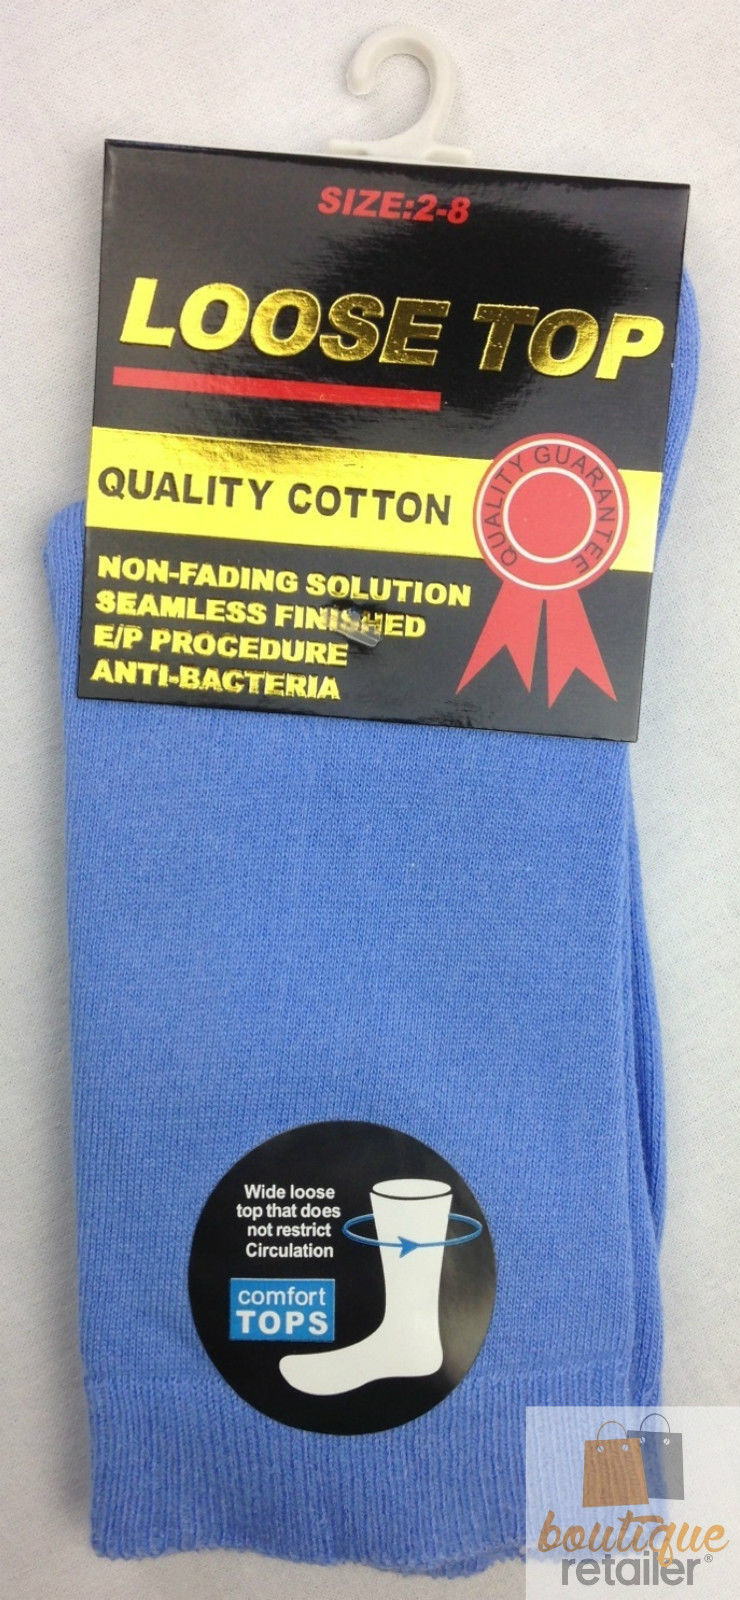 SIZE:2-8
LOOSE TOP
QUALITY COTTON
QUALITY GUARANTEE
NON-FADING SOLUTION
SEAMLESS FINISHED
E/P PROCEDURE
ANTI-BACTERIA
Wide loose
top that does
not restrict
Circulation
comfort
TOPS
boutique
retailer®